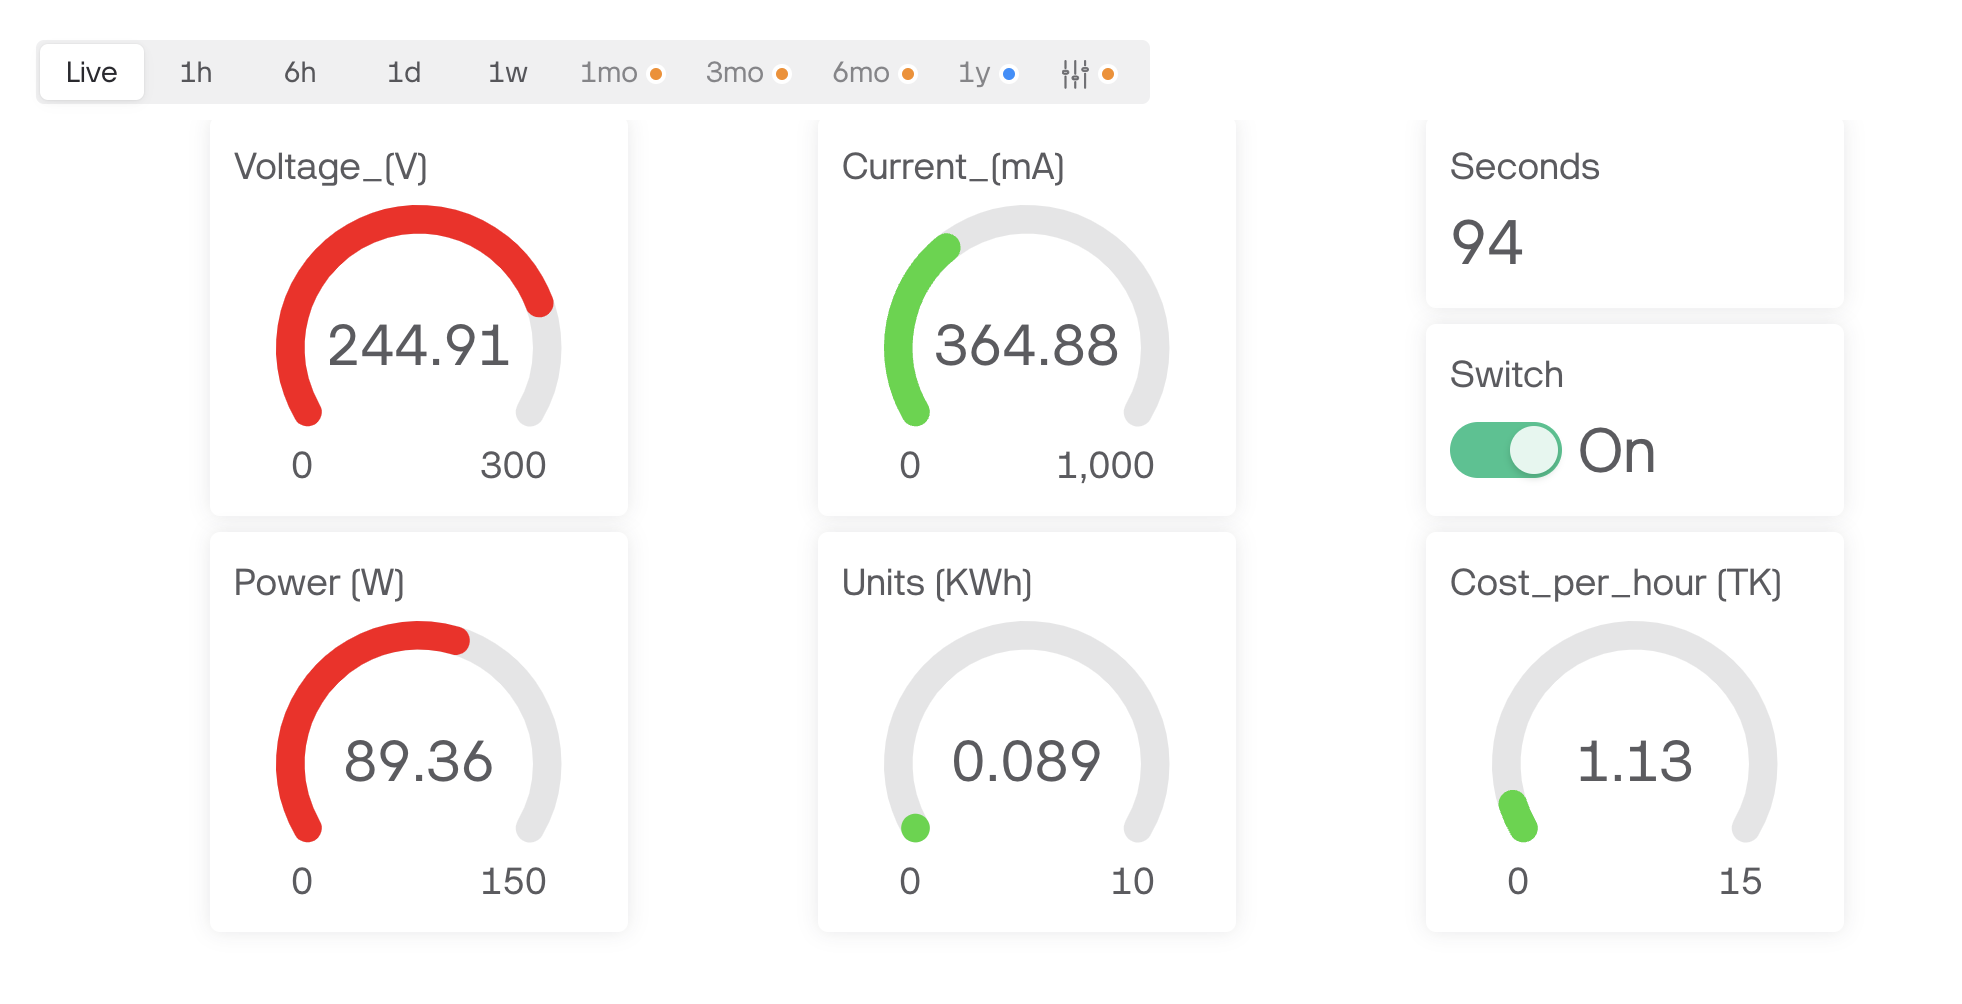 Live 1h 6h 1d 1w 1mo 3mo 6mo 1y
Voltage_(V)
244.91
0 300
Current_(mA)
364.88
0 1,000
Seconds
94
Switch
On
Power (W)
89.36
0 150
Units (KWh)
0.089
0 10
Cost_per_hour (TK)
1.13
0 15